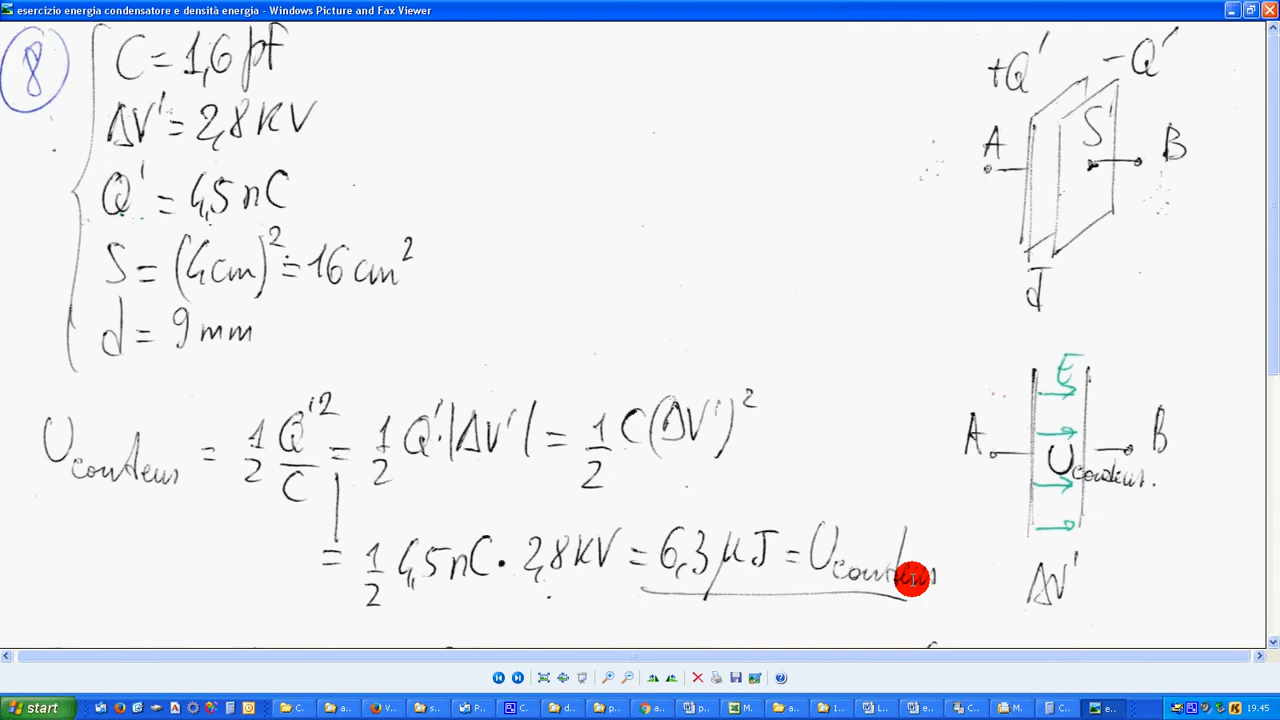 esercizio energia condensatore e densità energia - Windows Picture and Fax Viewer
8
C = 1,6 pF
ΔV' = 2,8 KV
Q' = 4,5 nC
S = (4cm)² = 16 cm²
d = 9 mm
+Q' -Q'
A S B
d
U condens = 1/2 Q'²/C = 1/2 Q'·|ΔV'| = 1/2 C(ΔV')²
= 1/2 4,5 nC · 2,8 KV = 6,3 μJ = U condens
E
A B
U condens.
ΔV'
start
19.45